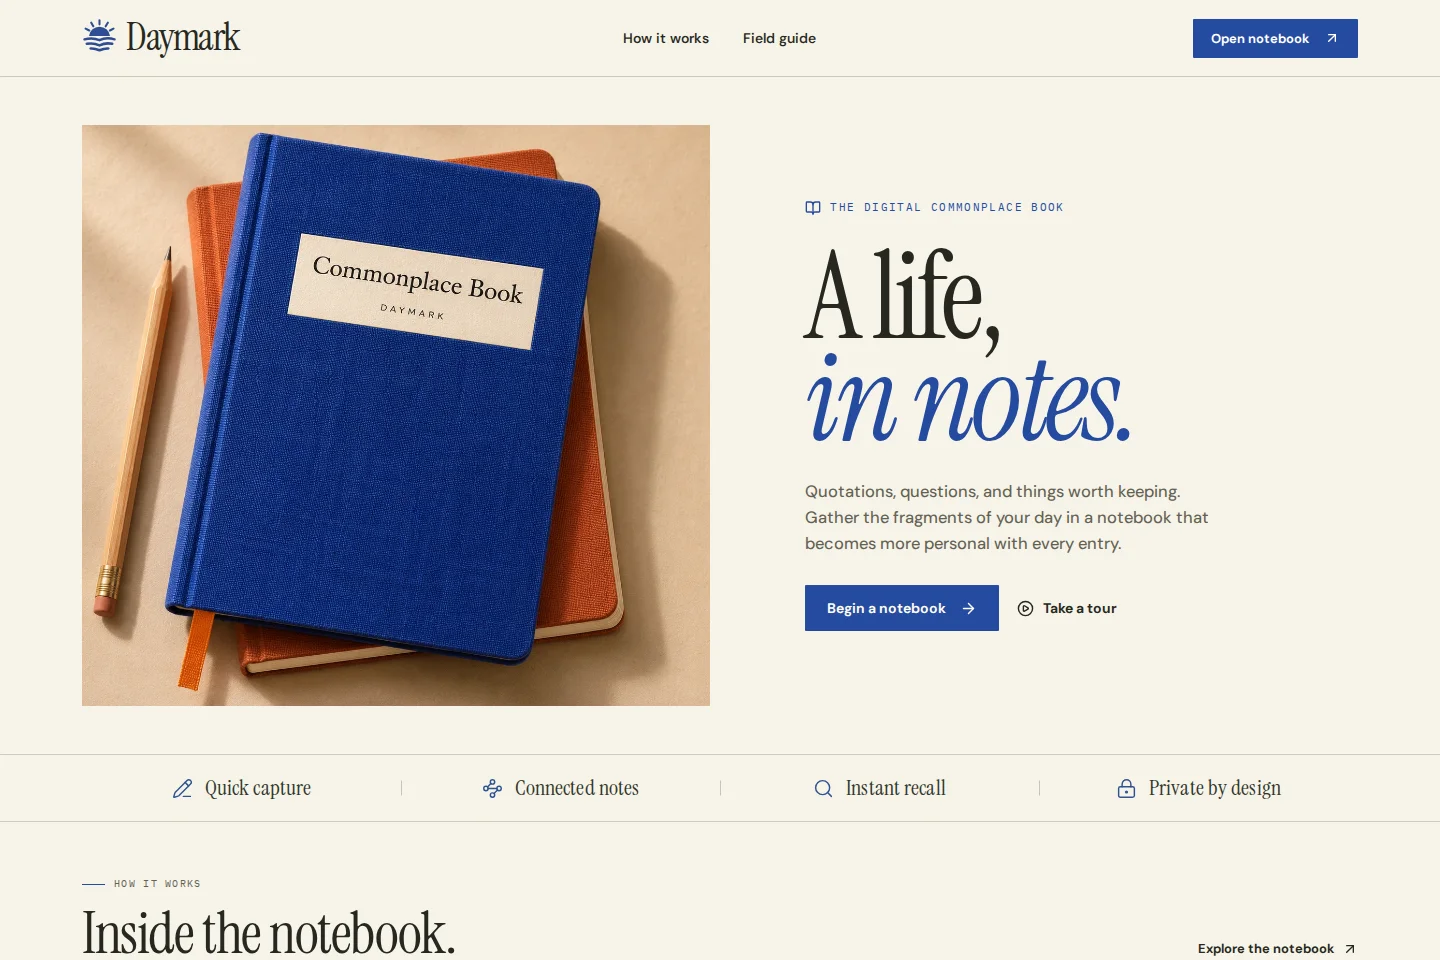 Daymark
How it works
Field guide
Open notebook
Commonplace Book
DAYMARK
THE DIGITAL COMMONPLACE BOOK
A life,
in notes.
Quotations, questions, and things worth keeping.
Gather the fragments of your day in a notebook that
becomes more personal with every entry.
Begin a notebook
Take a tour
Quick capture
Connected notes
Instant recall
Private by design
HOW IT WORKS
Inside the notebook.
Explore the notebook